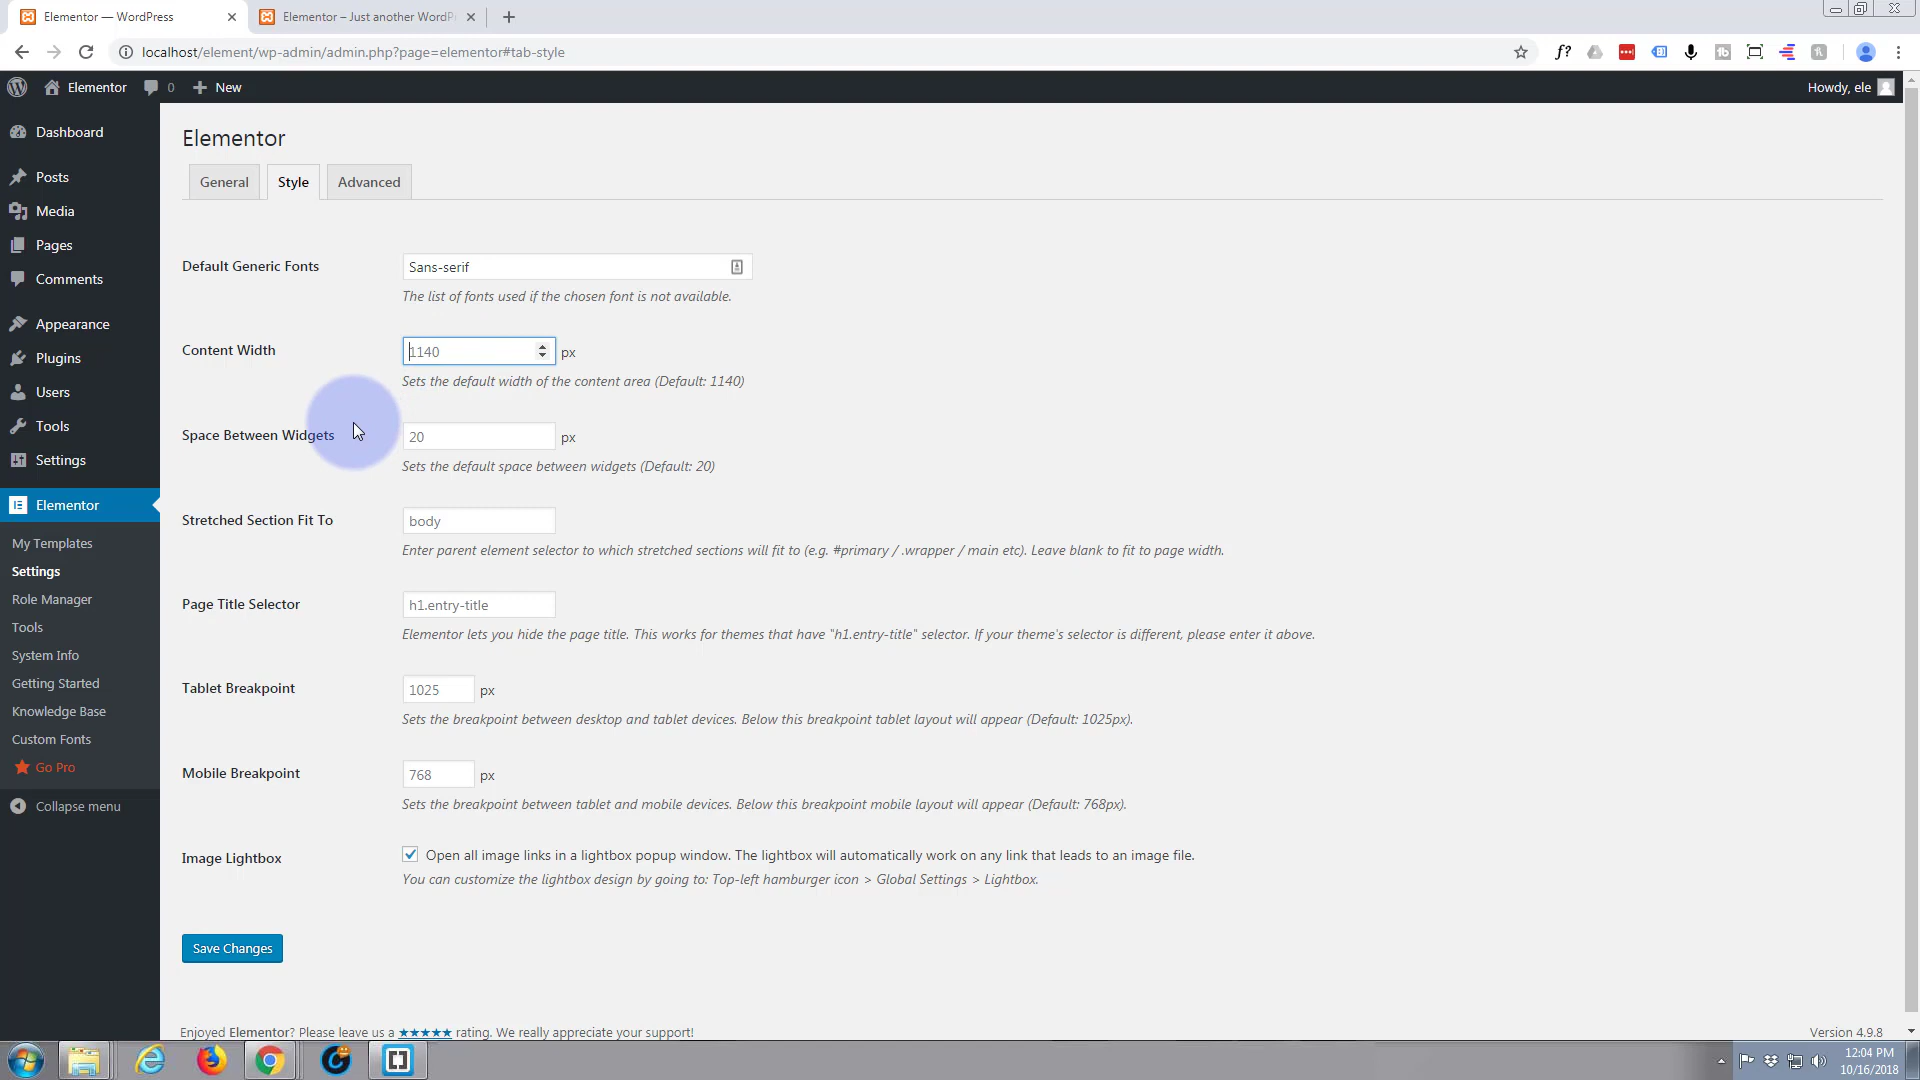 Elementor — WordPress
Elementor – Just another WordP
localhost/element/wp-admin/admin.php?page=elementor#tab-style
f?
Elementor
0
New
Howdy, ele
Dashboard
Posts
Media
Pages
Comments
Appearance
Plugins
Users
Tools
Settings
Elementor
My Templates
Settings
Role Manager
Tools
System Info
Getting Started
Knowledge Base
Custom Fonts
Go Pro
Collapse menu
Elementor
General
Style
Advanced
Default Generic Fonts
Sans-serif
The list of fonts used if the chosen font is not available.
Content Width
1140
px
Sets the default width of the content area (Default: 1140)
Space Between Widgets
20
px
Sets the default space between widgets (Default: 20)
Stretched Section Fit To
body
Enter parent element selector to which stretched sections will fit to (e.g. #primary / .wrapper / main etc). Leave blank to fit to page width.
Page Title Selector
h1.entry-title
Elementor lets you hide the page title. This works for themes that have "h1.entry-title" selector. If your theme's selector is different, please enter it above.
Tablet Breakpoint
1025
px
Sets the breakpoint between desktop and tablet devices. Below this breakpoint tablet layout will appear (Default: 1025px).
Mobile Breakpoint
768
px
Sets the breakpoint between tablet and mobile devices. Below this breakpoint mobile layout will appear (Default: 768px).
Image Lightbox
Open all image links in a lightbox popup window. The lightbox will automatically work on any link that leads to an image file.
You can customize the lightbox design by going to: Top-left hamburger icon > Global Settings > Lightbox.
Save Changes
Enjoyed Elementor? Please leave us a ★★★★★ rating. We really appreciate your support!
Version 4.9.8
12:04 PM
10/16/2018